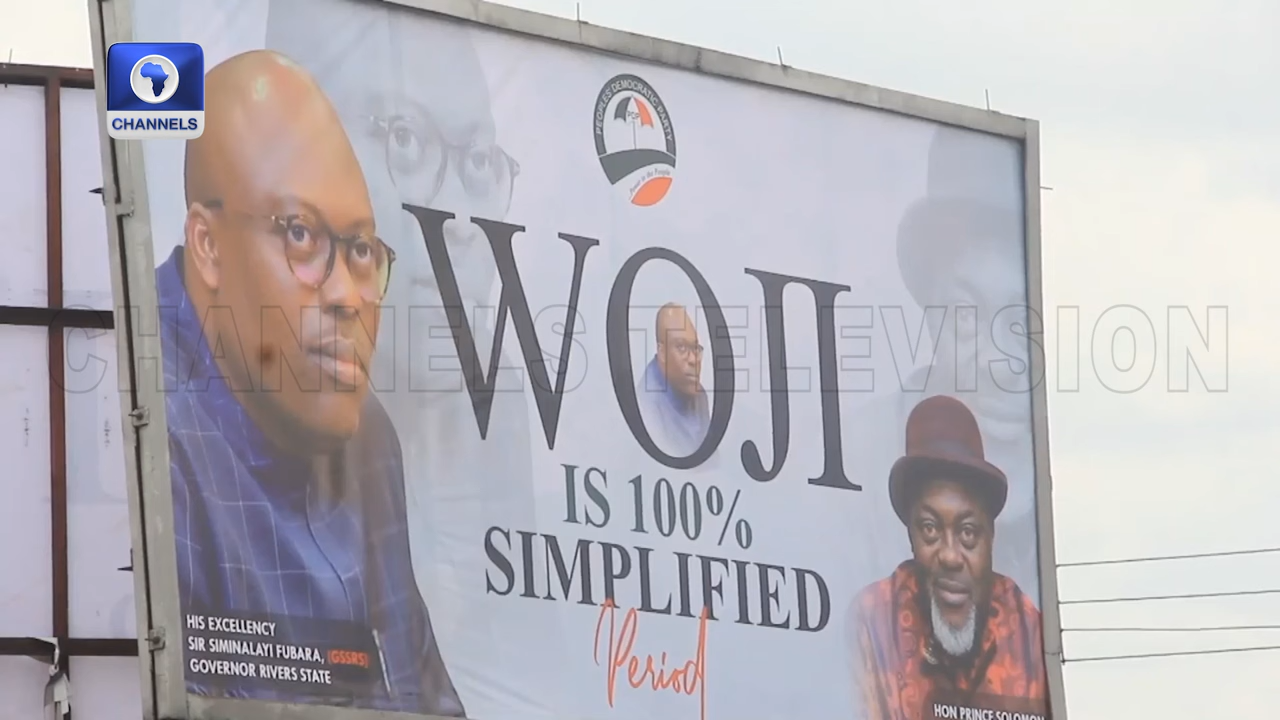 CHANNELS
PEOPLES DEMOCRATIC PARTY
PDP
Power to the People
WOJI
CHANNELS TELEVISION
IS 100%
SIMPLIFIED
Period
HIS EXCELLENCY
SIR SIMINALAYI FUBARA, (GSSRS)
GOVERNOR RIVERS STATE
HON PRINCE SOLOMON